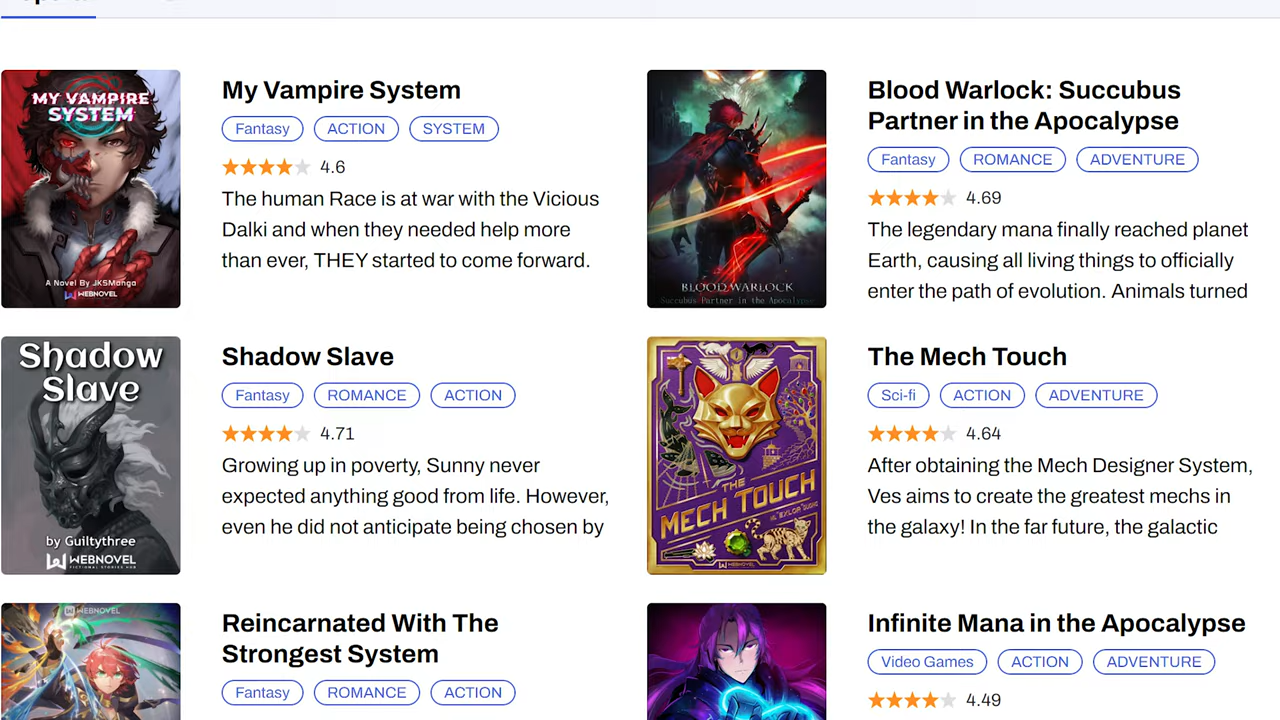 MY VAMPIRE
SYSTEM
A Novel By JKSManga
WEBNOVEL
My Vampire System
Fantasy
ACTION
SYSTEM
4.6
The human Race is at war with the Vicious
Dalki and when they needed help more
than ever, THEY started to come forward.
BLOOD WARLOCK
Succubus Partner in the Apocalypse
Blood Warlock: Succubus
Partner in the Apocalypse
Fantasy
ROMANCE
ADVENTURE
4.69
The legendary mana finally reached planet
Earth, causing all living things to officially
enter the path of evolution. Animals turned
Shadow
Slave
by Guiltythree
WEBNOVEL
Shadow Slave
Fantasy
ROMANCE
ACTION
4.71
Growing up in poverty, Sunny never
expected anything good from life. However,
even he did not anticipate being chosen by
THE
MECH TOUCH
WEBNOVEL
The Mech Touch
Sci-fi
ACTION
ADVENTURE
4.64
After obtaining the Mech Designer System,
Ves aims to create the greatest mechs in
the galaxy! In the far future, the galactic
WEBNOVEL
Reincarnated With The
Strongest System
Fantasy
ROMANCE
ACTION
Infinite Mana in the Apocalypse
Video Games
ACTION
ADVENTURE
4.49